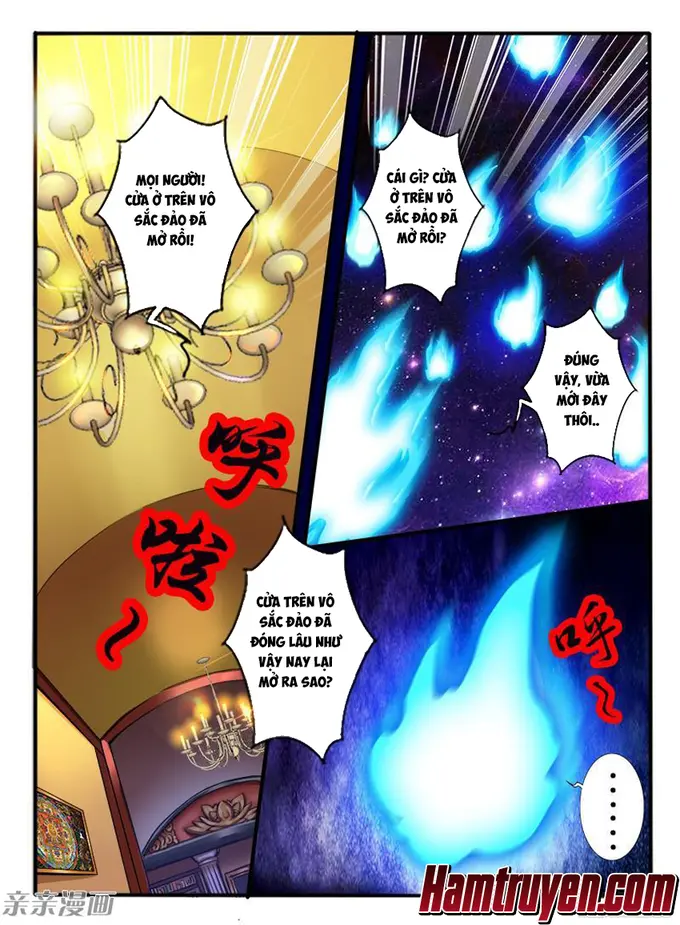 MỌI NGƯỜI!
CỬA Ở TRÊN VÔ
SẮC ĐẢO ĐÃ
MỞ RỒI!
CÁI GÌ? CỬA
Ở TRÊN VÔ
SẮC ĐẢO ĐÃ
MỞ RỒI?
ĐÚNG
VẬY, VỪA
MỚI ĐÂY
THÔI..
呼
~
CỬA TRÊN VÔ
SẮC ĐẢO ĐÃ
ĐÓNG LÂU NHƯ
VẬY NAY LẠI
MỞ RA SAO?
呼~
......
亲亲漫画
Hamtruyen.com